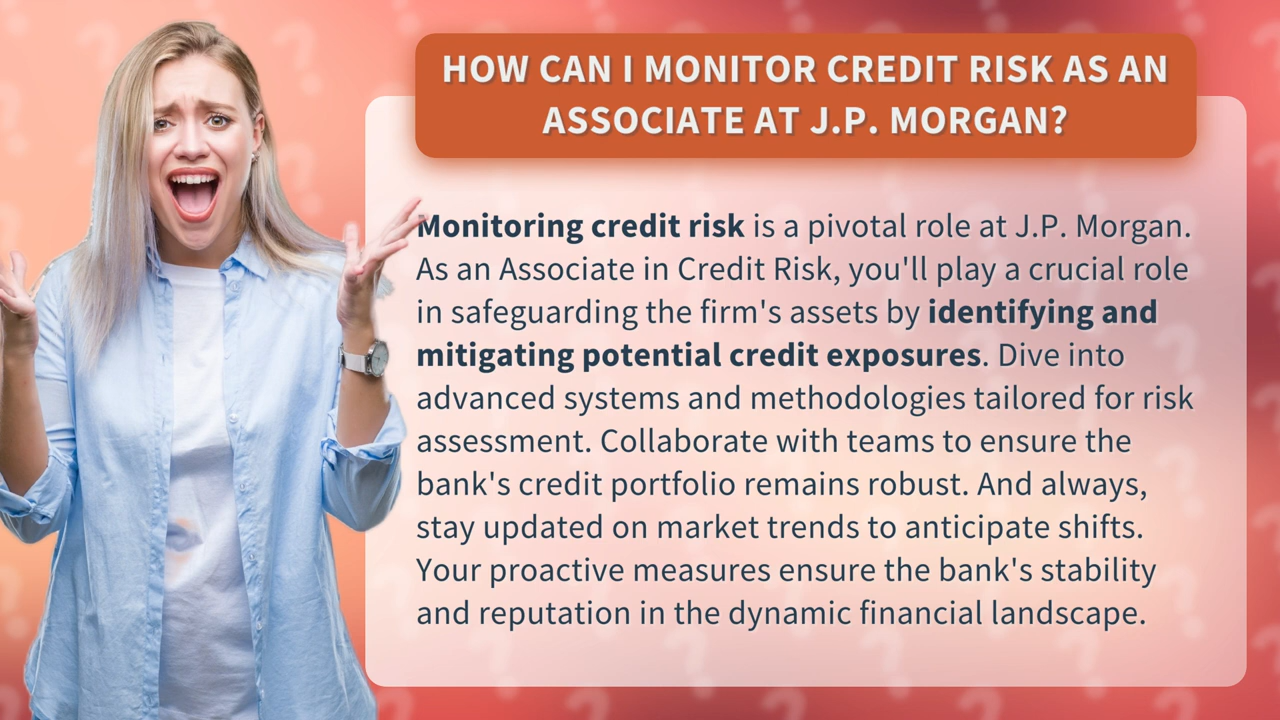 HOW CAN I MONITOR CREDIT RISK AS AN
ASSOCIATE AT J.P. MORGAN?
Monitoring credit risk is a pivotal role at J.P. Morgan.
As an Associate in Credit Risk, you'll play a crucial role
in safeguarding the firm's assets by identifying and
mitigating potential credit exposures. Dive into
advanced systems and methodologies tailored for risk
assessment. Collaborate with teams to ensure the
bank's credit portfolio remains robust. And always,
stay updated on market trends to anticipate shifts.
Your proactive measures ensure the bank's stability
and reputation in the dynamic financial landscape.